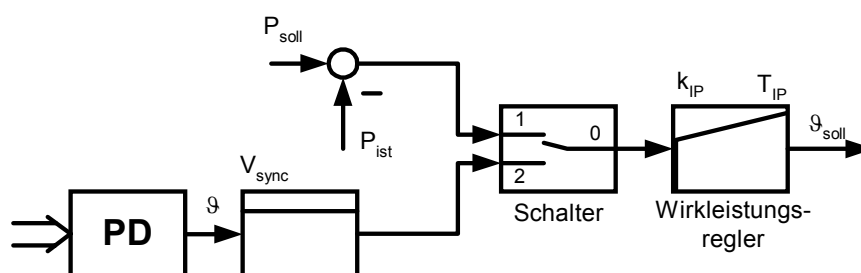 P_soll
k_IP
T_IP
1
0
ϑ_soll
P_ist
2
V_sync
ϑ
PD
Schalter
Wirkleistungs-
regler